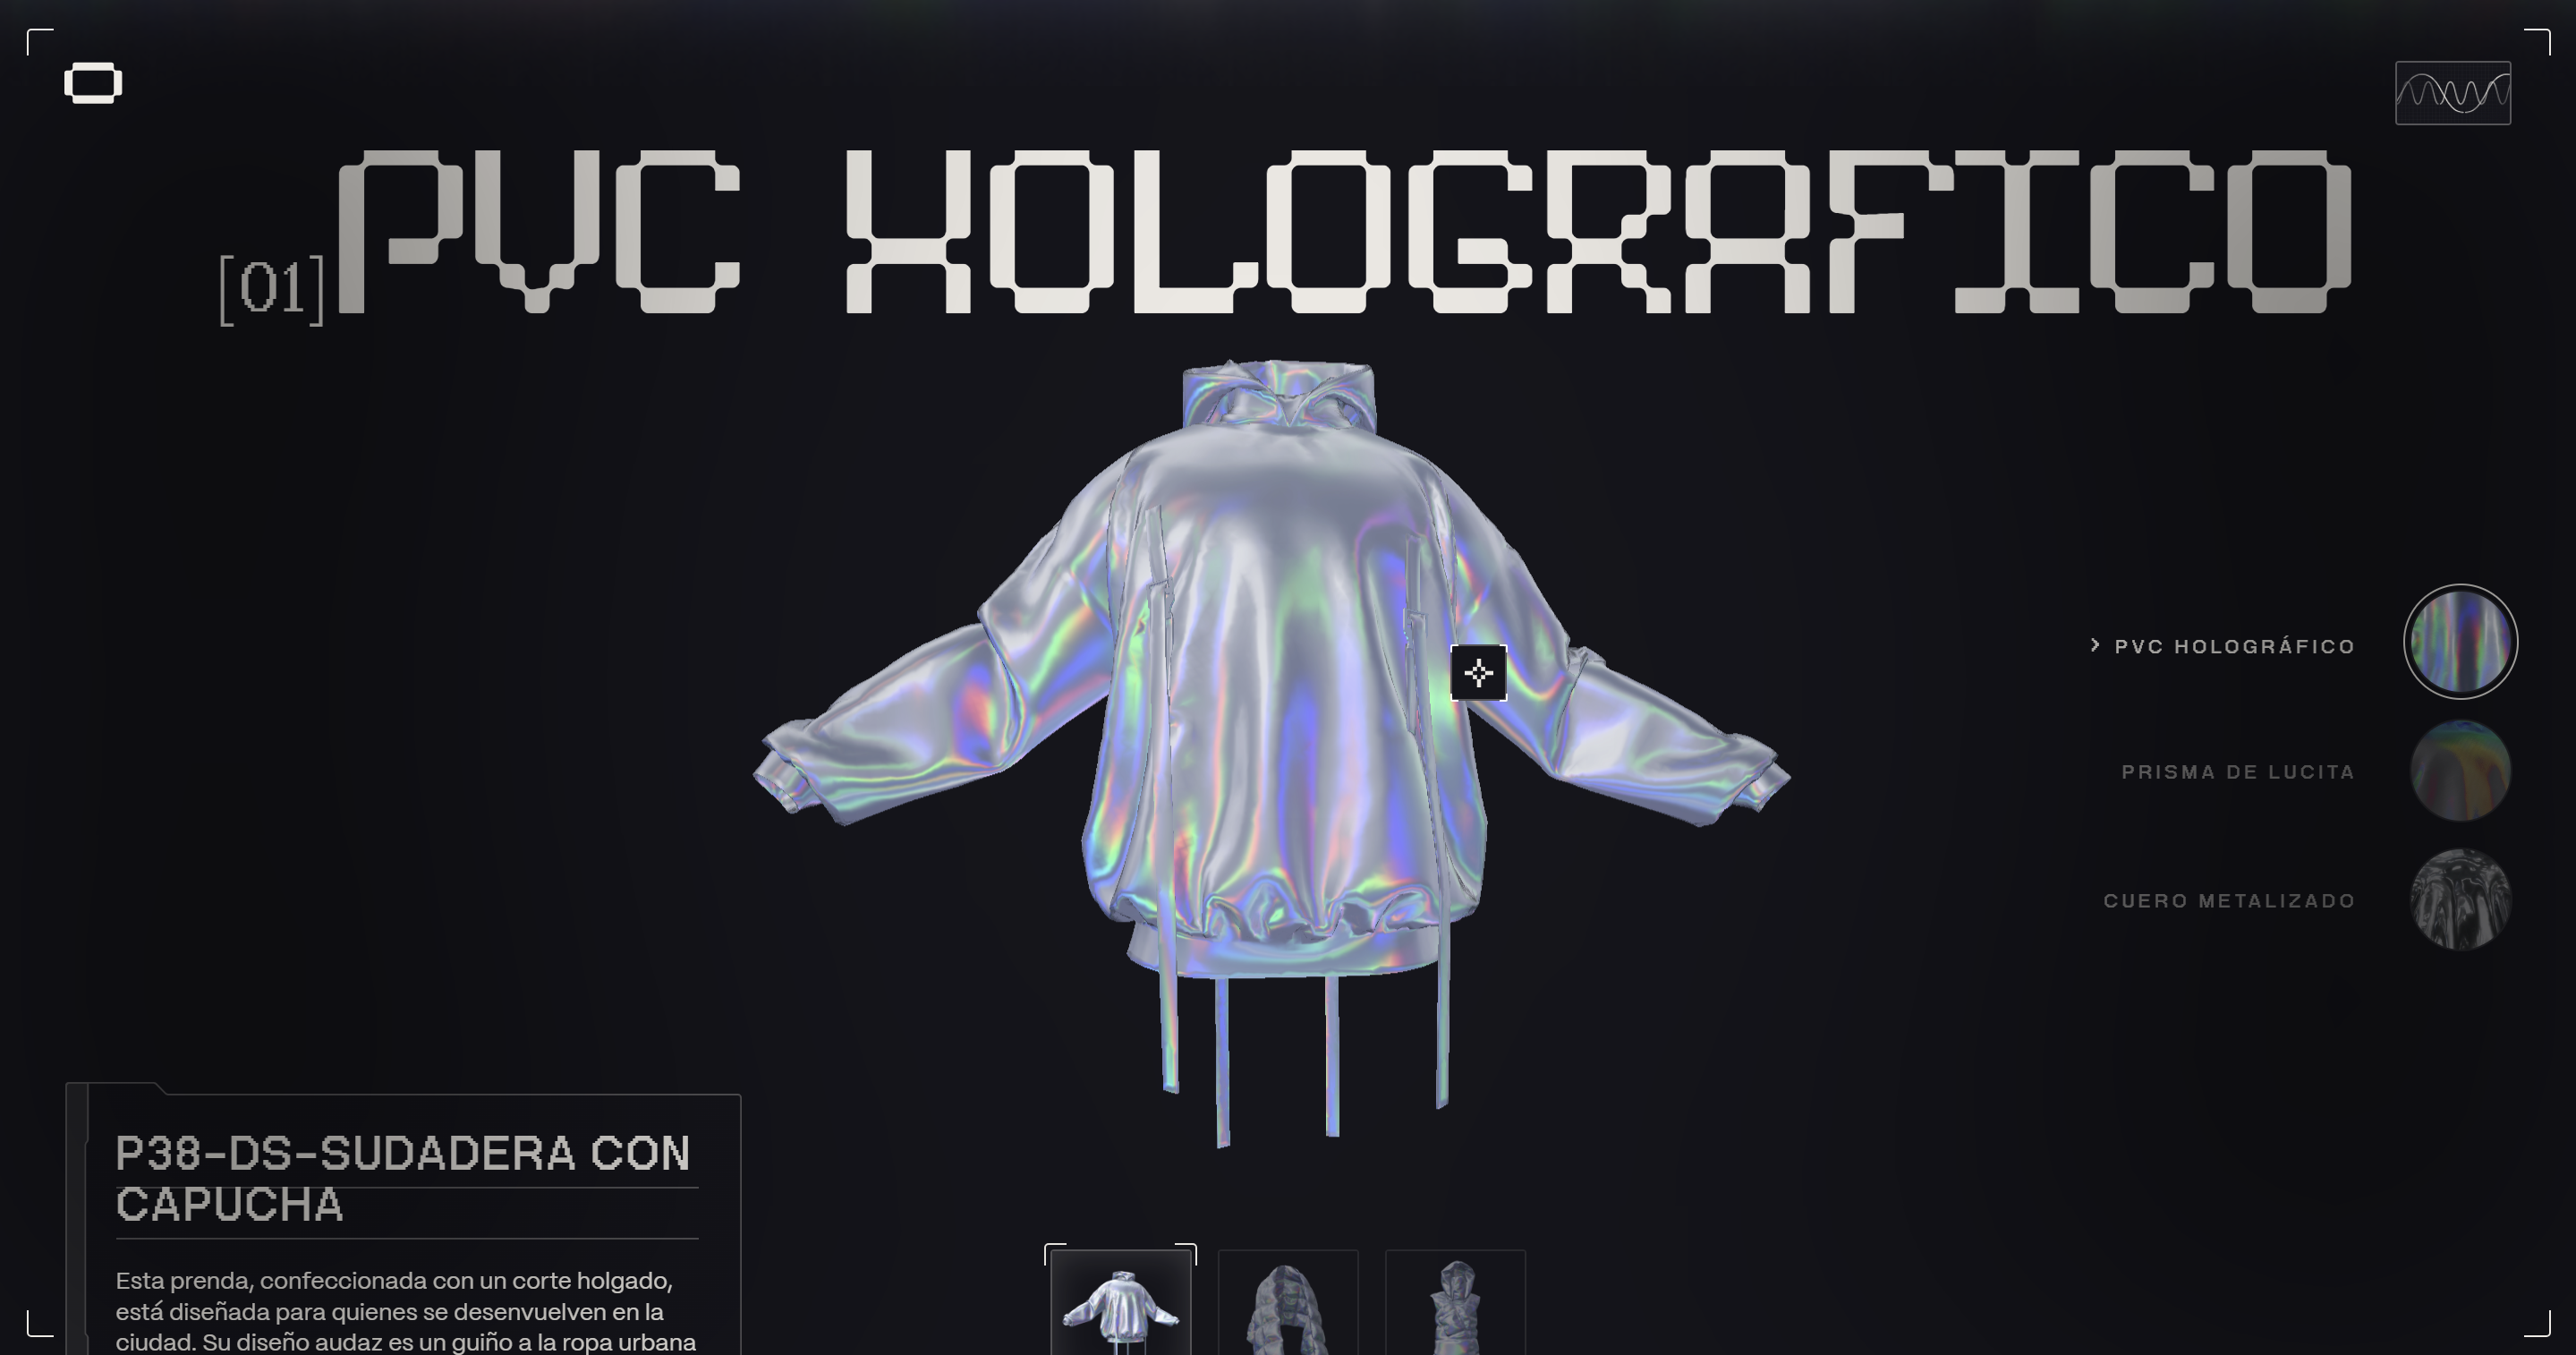 [01] PVC HOLOGRAFICO
PVC HOLOGRÁFICO
PRISMA DE LUCITA
CUERO METALIZADO
P38-DS-SUDADERA CON
CAPUCHA
Esta prenda, confeccionada con un corte holgado,
está diseñada para quienes se desenvuelven en la
ciudad. Su diseño audaz es un guiño a la ropa urbana